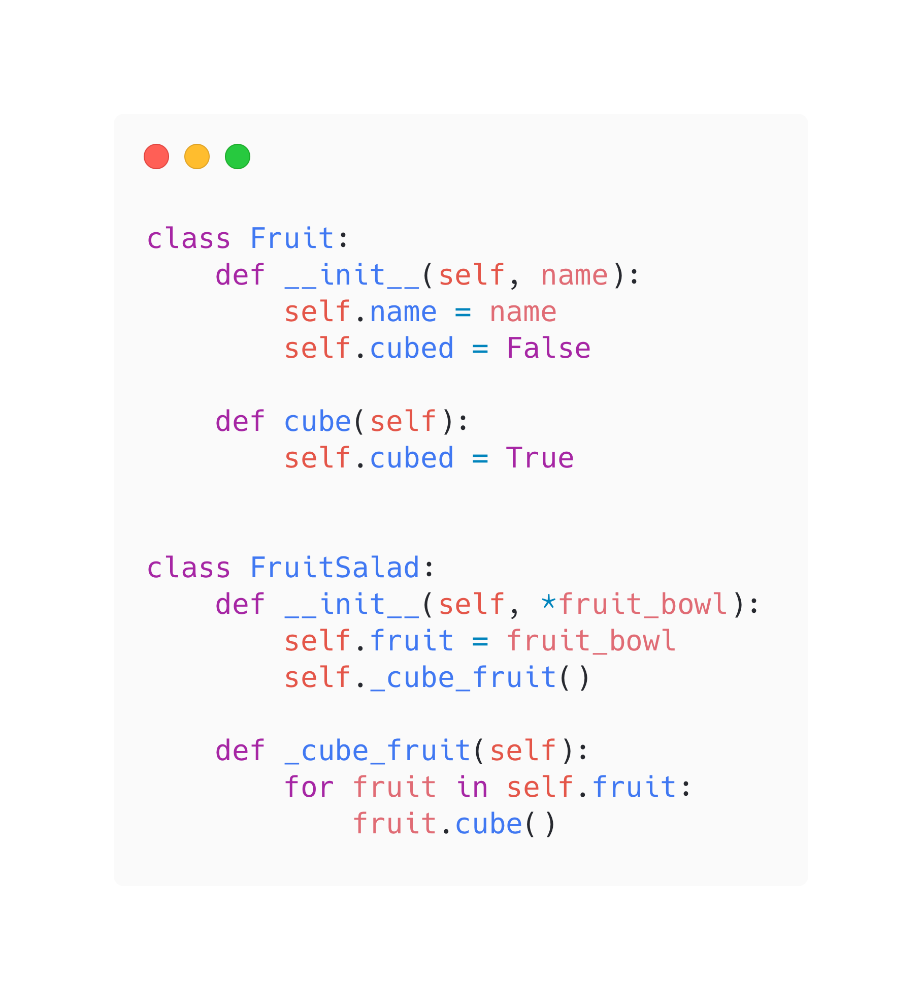 class Fruit:
    def __init__(self, name):
        self.name = name
        self.cubed = False

    def cube(self):
        self.cubed = True


class FruitSalad:
    def __init__(self, *fruit_bowl):
        self.fruit = fruit_bowl
        self._cube_fruit()

    def _cube_fruit(self):
        for fruit in self.fruit:
            fruit.cube()